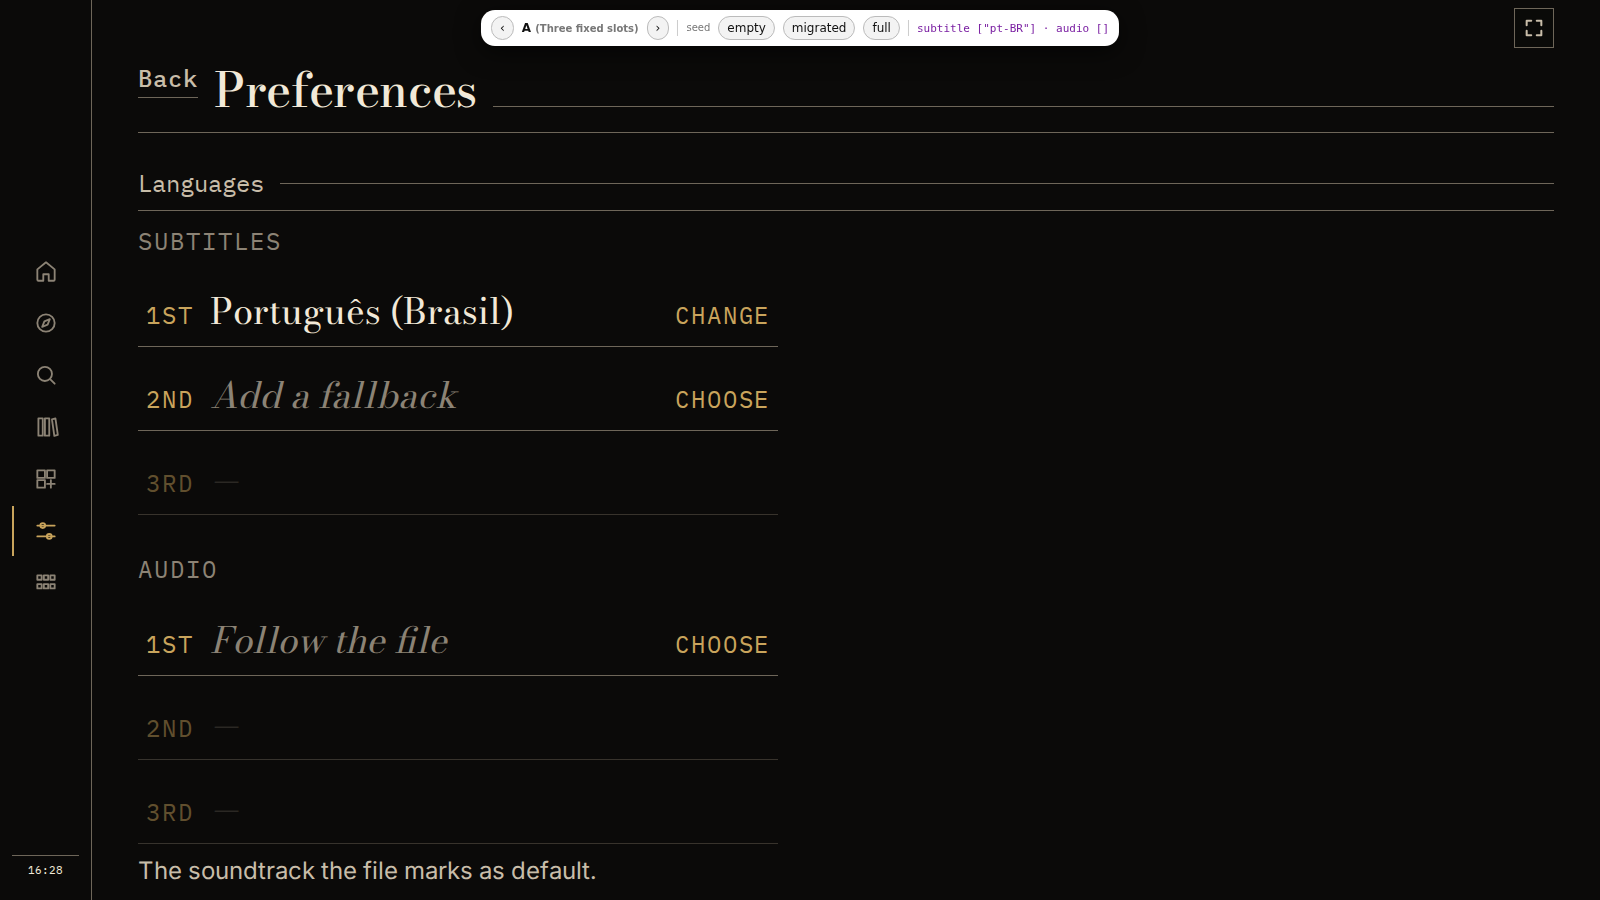 ‹ A (Three fixed slots) › seed empty migrated full subtitle ["pt-BR"] · audio []
Back Preferences
Languages
SUBTITLES
1ST Português (Brasil) CHANGE
2ND Add a fallback CHOOSE
3RD —
AUDIO
1ST Follow the file CHOOSE
2ND —
3RD —
The soundtrack the file marks as default.
16:28